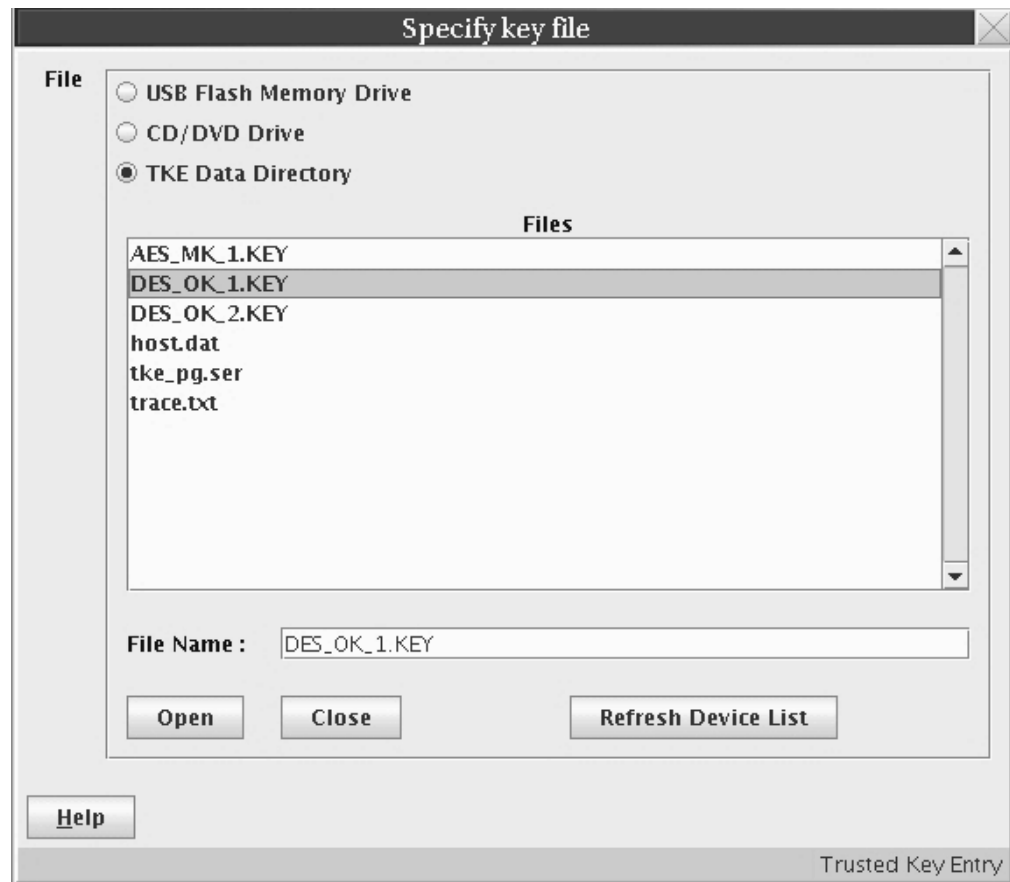 Specify key file
File
USB Flash Memory Drive
CD/DVD Drive
TKE Data Directory
Files
AES_MK_1.KEY
DES_OK_1.KEY
DES_OK_2.KEY
host.dat
tke_pg.ser
trace.txt
File Name : DES_OK_1.KEY
Open Close Refresh Device List
Help
Trusted Key Entry